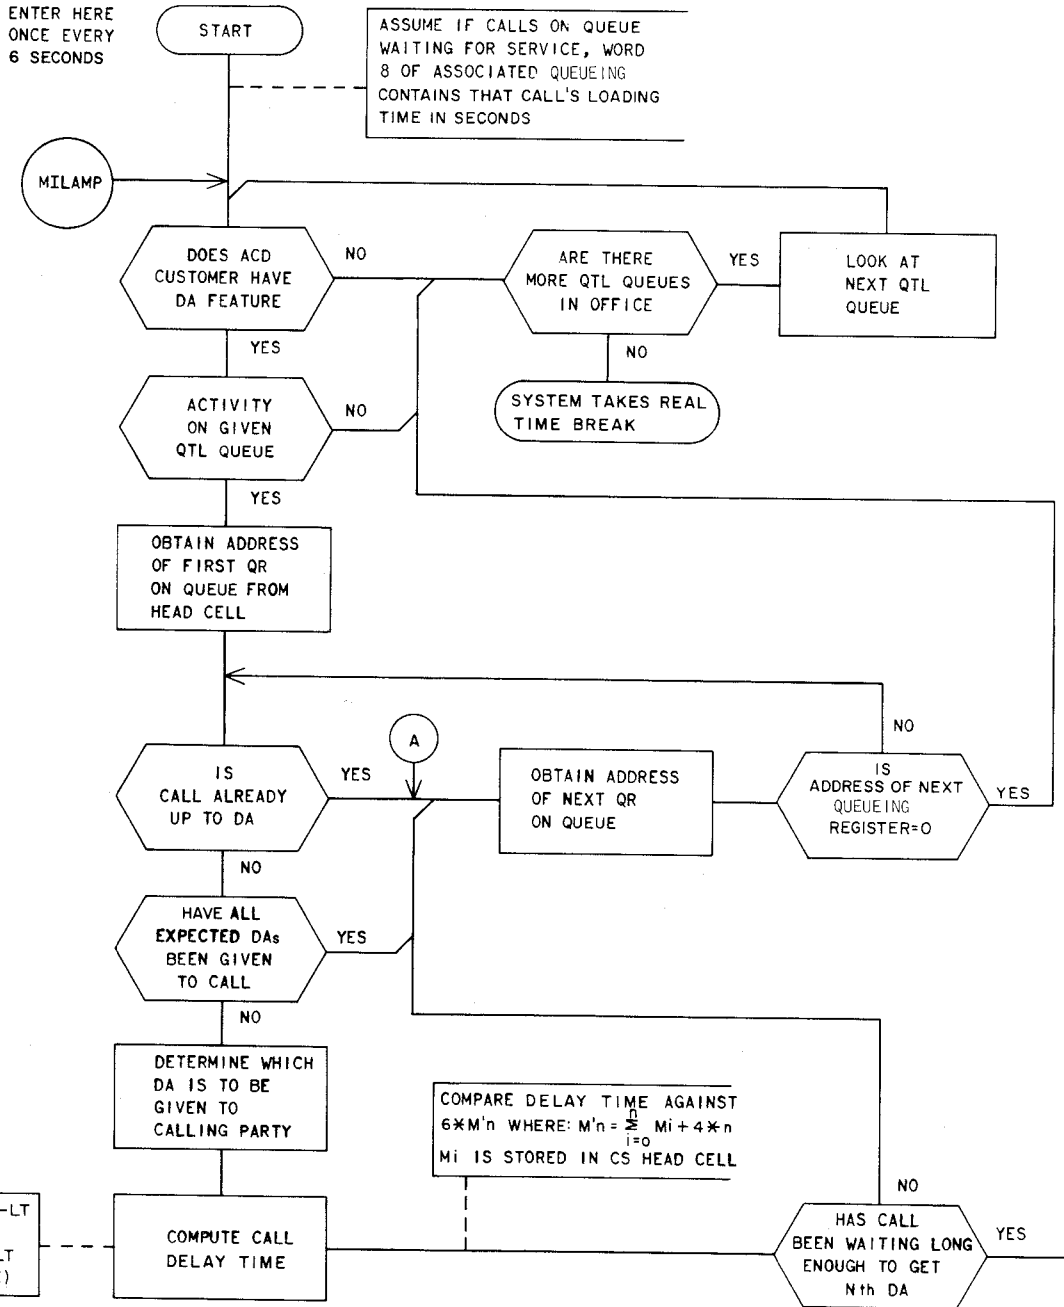 ENTER HERE
ONCE EVERY
6 SECONDS
START
ASSUME IF CALLS ON QUEUE
WAITING FOR SERVICE, WORD
8 OF ASSOCIATED QUEUEING
CONTAINS THAT CALL'S LOADING
TIME IN SECONDS
MILAMP
DOES ACD
CUSTOMER HAVE
DA FEATURE
NO
ARE THERE
MORE QTL QUEUES
IN OFFICE
YES
LOOK AT
NEXT QTL
QUEUE
YES
NO
ACTIVITY
ON GIVEN
QTL QUEUE
NO
SYSTEM TAKES REAL
TIME BREAK
YES
OBTAIN ADDRESS
OF FIRST QR
ON QUEUE FROM
HEAD CELL
A
NO
IS
CALL ALREADY
UP TO DA
YES
OBTAIN ADDRESS
OF NEXT QR
ON QUEUE
IS
ADDRESS OF NEXT
QUEUEING
REGISTER=0
YES
NO
HAVE ALL
EXPECTED DAs
BEEN GIVEN
TO CALL
YES
NO
DETERMINE WHICH
DA IS TO BE
GIVEN TO
CALLING PARTY
COMPARE DELAY TIME AGAINST
6*M'n WHERE: M'n = n Σ i=0 Mi + 4*n
Mi IS STORED IN CS HEAD CELL
NO
-LT
LT
)
COMPUTE CALL
DELAY TIME
HAS CALL
BEEN WAITING LONG
ENOUGH TO GET
Nth DA
YES